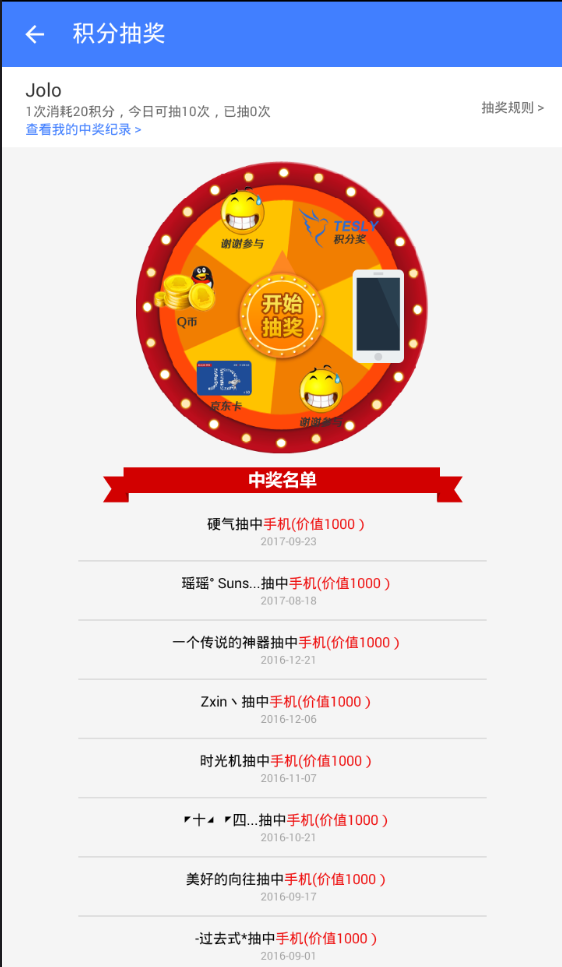 积分抽奖
Jolo
1次消耗20积分，今日可抽10次，已抽0次
抽奖规则 >
查看我的中奖纪录 >
谢谢参与
TESLY
积分奖
Q币
开始
抽奖
京东卡
谢谢参与
中奖名单
硬气抽中手机(价值1000）
2017-09-23
瑶瑶° Suns...抽中手机(价值1000）
2017-08-18
一个传说的神器抽中手机(价值1000）
2016-12-21
Zxin丶抽中手机(价值1000）
2016-12-06
时光机抽中手机(价值1000）
2016-11-07
◤十◢ ◤四...抽中手机(价值1000）
2016-10-21
美好的向往抽中手机(价值1000）
2016-09-17
-过去式*抽中手机(价值1000）
2016-09-01